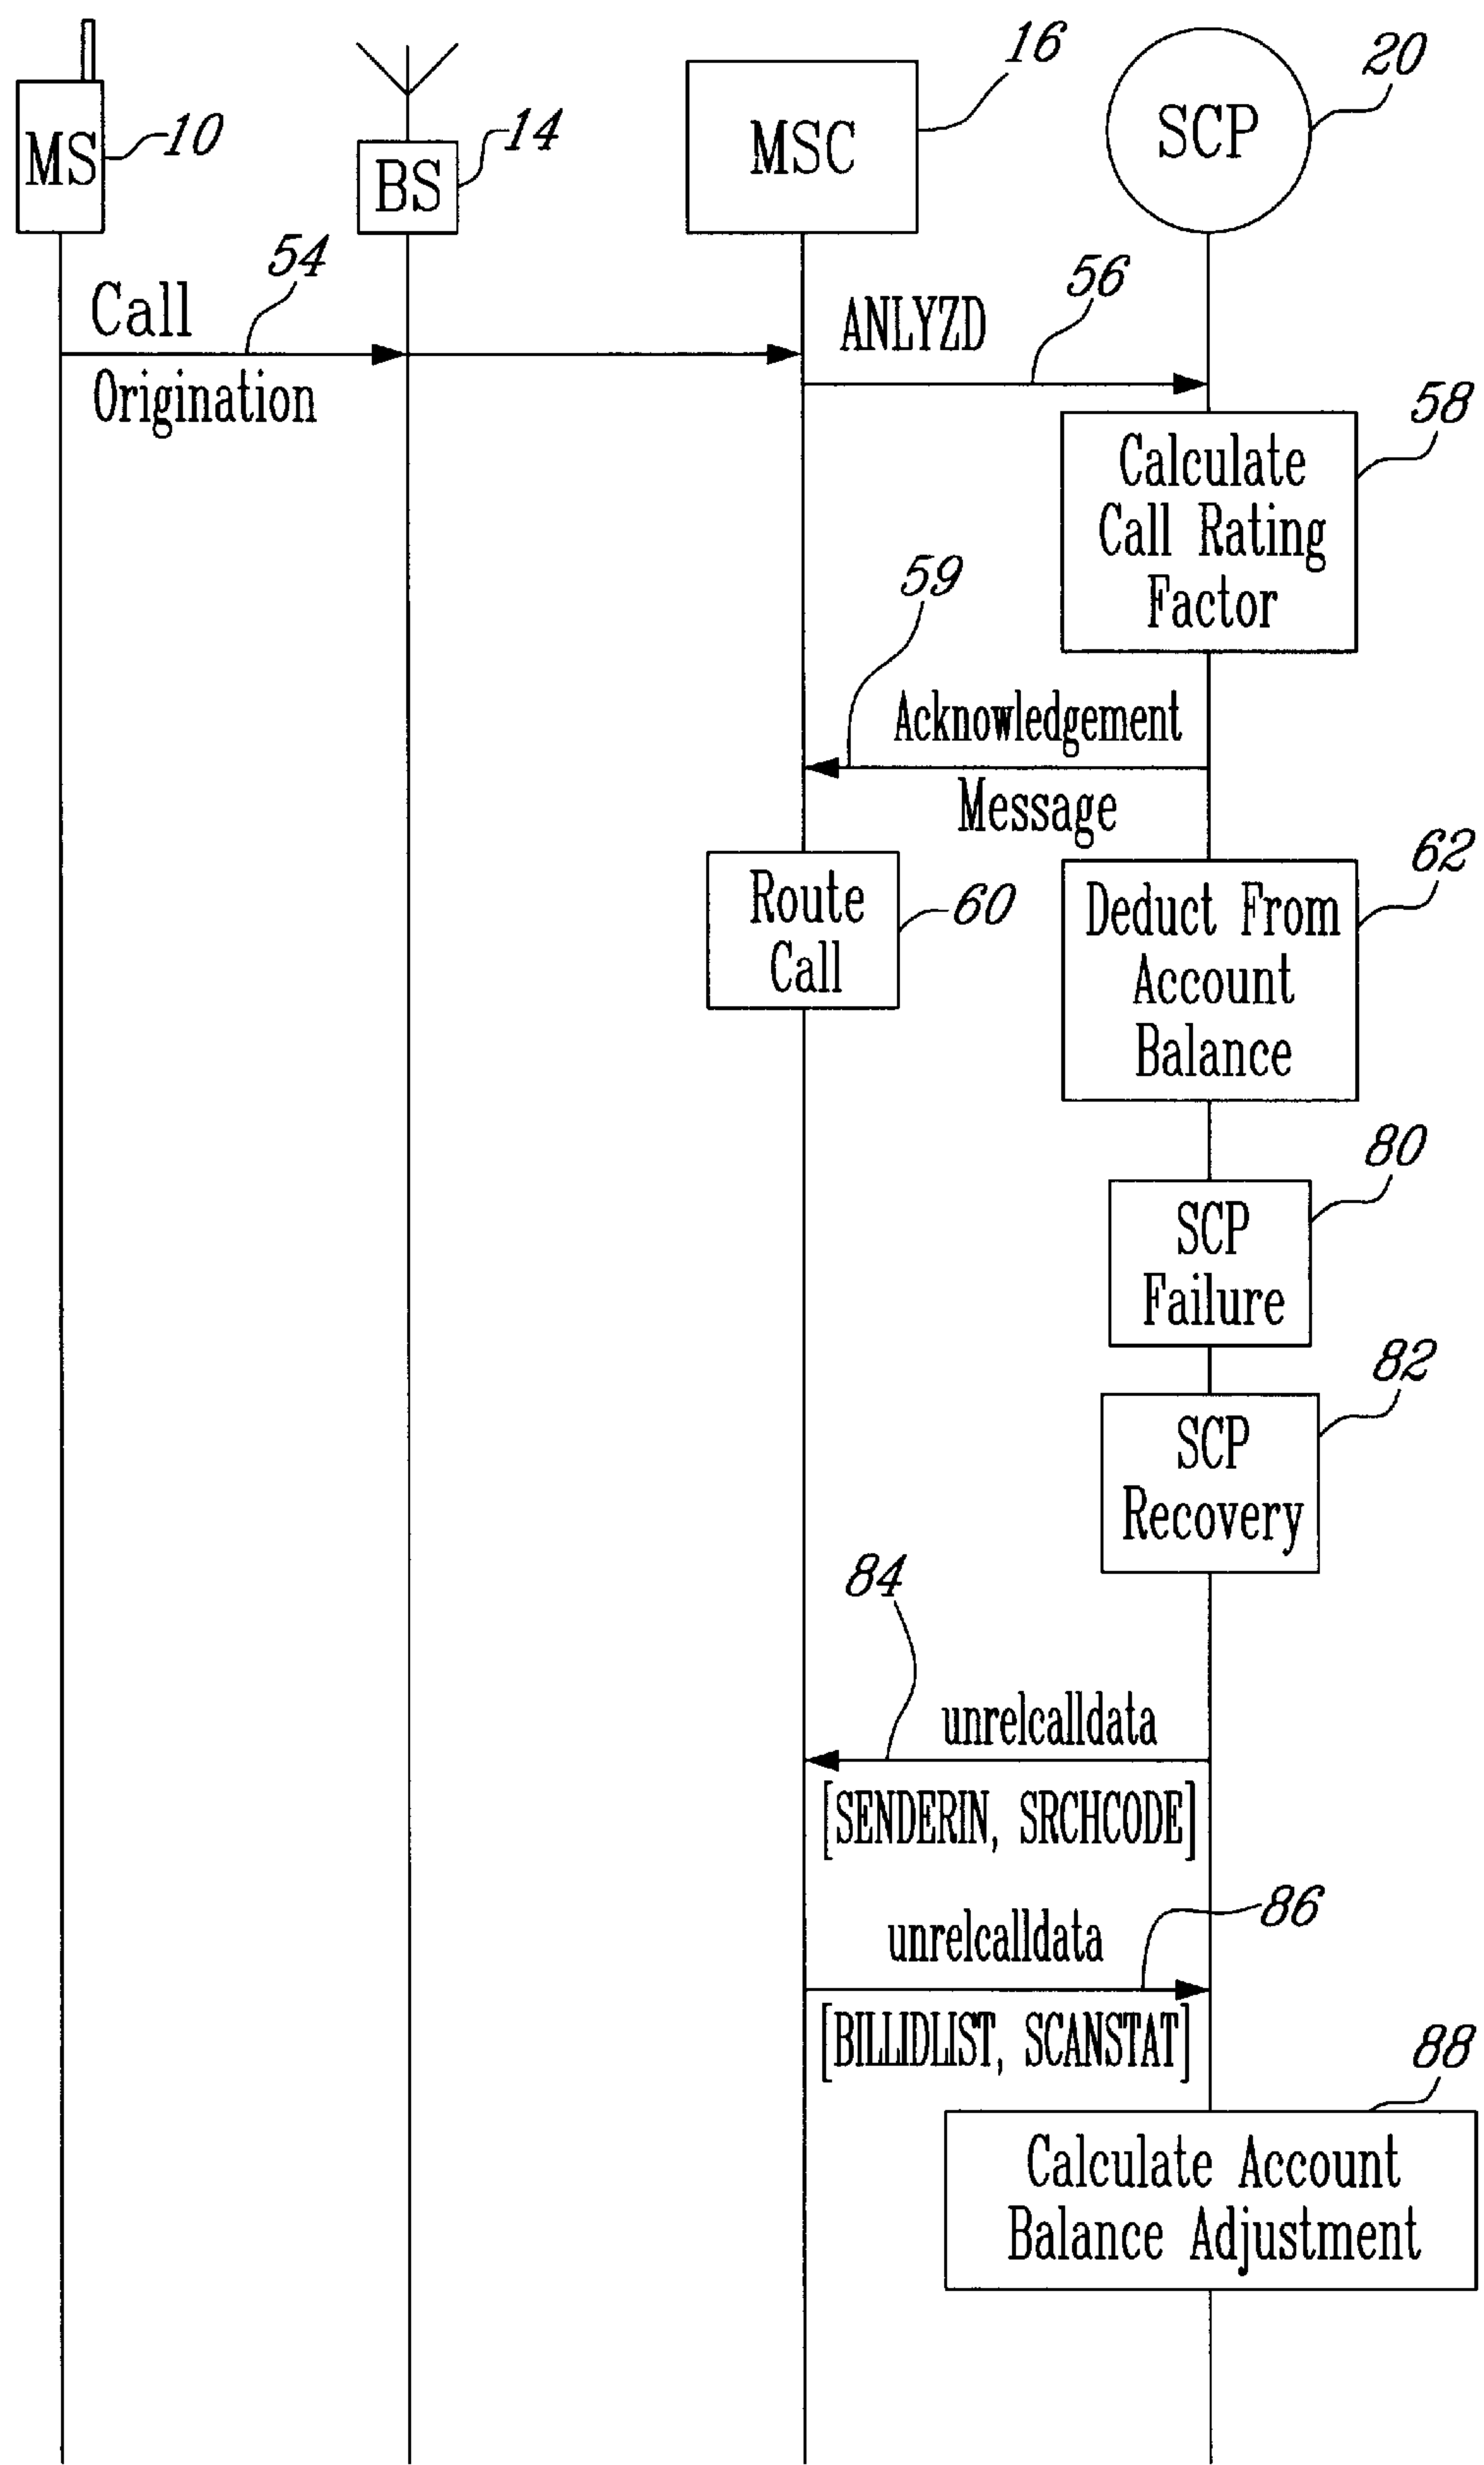 16
20
MS
10
14
BS
MSC
SCP
54
56
Call
Origination
ANLYZD
58
Calculate
Call Rating
Factor
59
Acknowledgement
Message
62
Route
Call
60
Deduct From
Account
Balance
80
SCP
Failure
82
SCP
Recovery
84
unrelcalldata
[SENDERIN, SRCHCODE]
86
unrelcalldata
[BILLIDLIST, SCANSTAT]
88
Calculate Account
Balance Adjustment